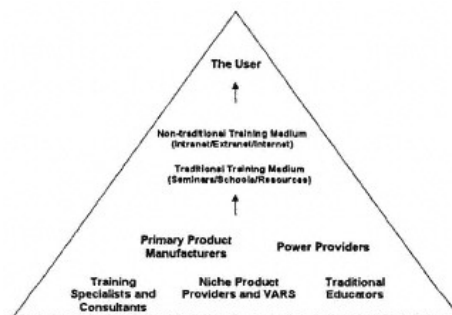 The User
Non-traditional Training Medium
(Intranet/Extranet/Internet)
Traditional Training Medium
(Seminars/Schools/Resources)
Primary Product
Manufacturers
Power Providers
Training
Specialists and
Consultants
Niche Product
Providers and VARS
Traditional
Educators